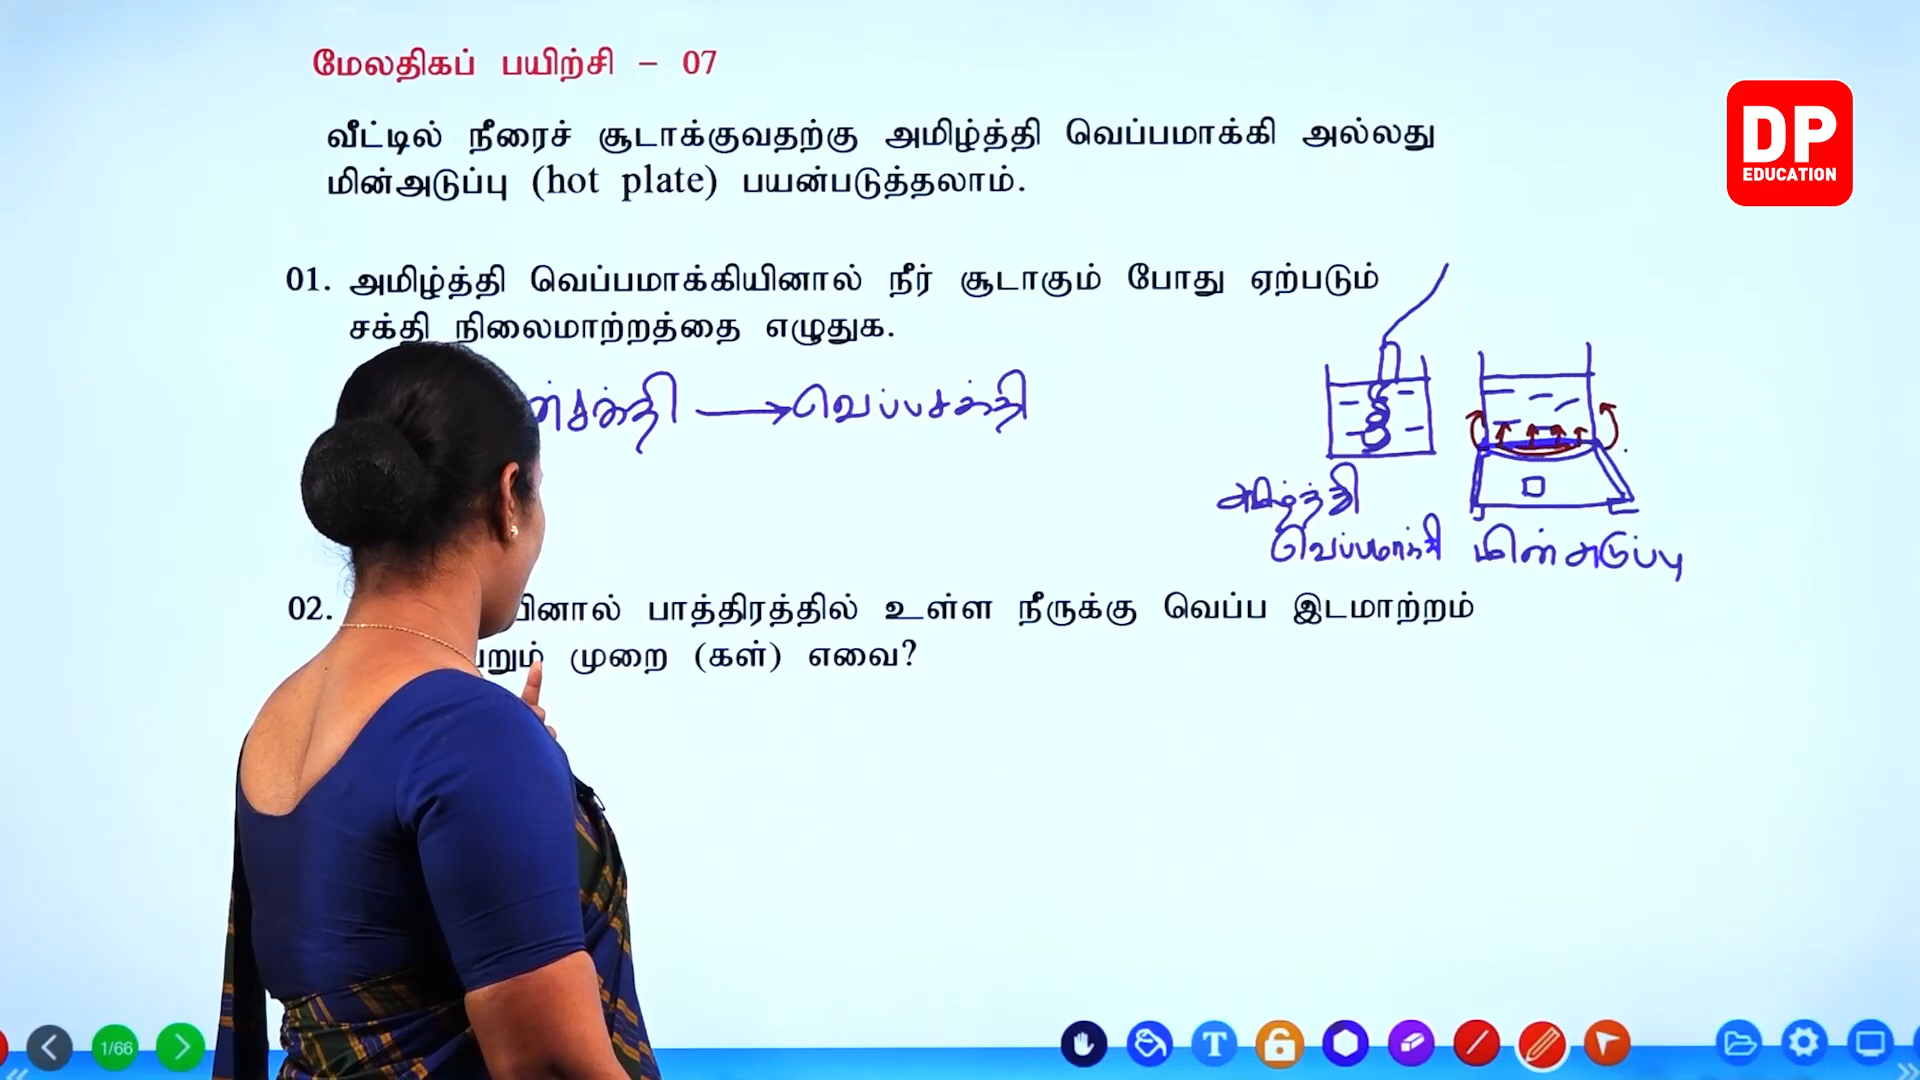 மேலதிகப் பயிற்சி – 07
DP
EDUCATION
வீட்டில் நீரைச் சூடாக்குவதற்கு அமிழ்த்தி வெப்பமாக்கி அல்லது
மின்அடுப்பு (hot plate) பயன்படுத்தலாம்.
01. அமிழ்த்தி வெப்பமாக்கியினால் நீர் சூடாகும் போது ஏற்படும்
சக்தி நிலைமாற்றத்தை எழுதுக.
ன்சக்தி → வெப்பசக்தி
அமிழ்த்தி
வெப்பமாக்கி மின்அடுப்பு
02. யினால் பாத்திரத்தில் உள்ள நீருக்கு வெப்ப இடமாற்றம்
றும் முறை (கள்) எவை?
1/66
T